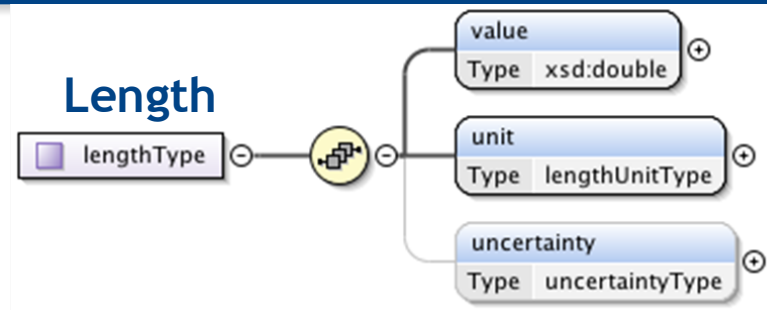 Length
lengthType
value
Type xsd:double
unit
Type lengthUnitType
uncertainty
Type uncertaintyType